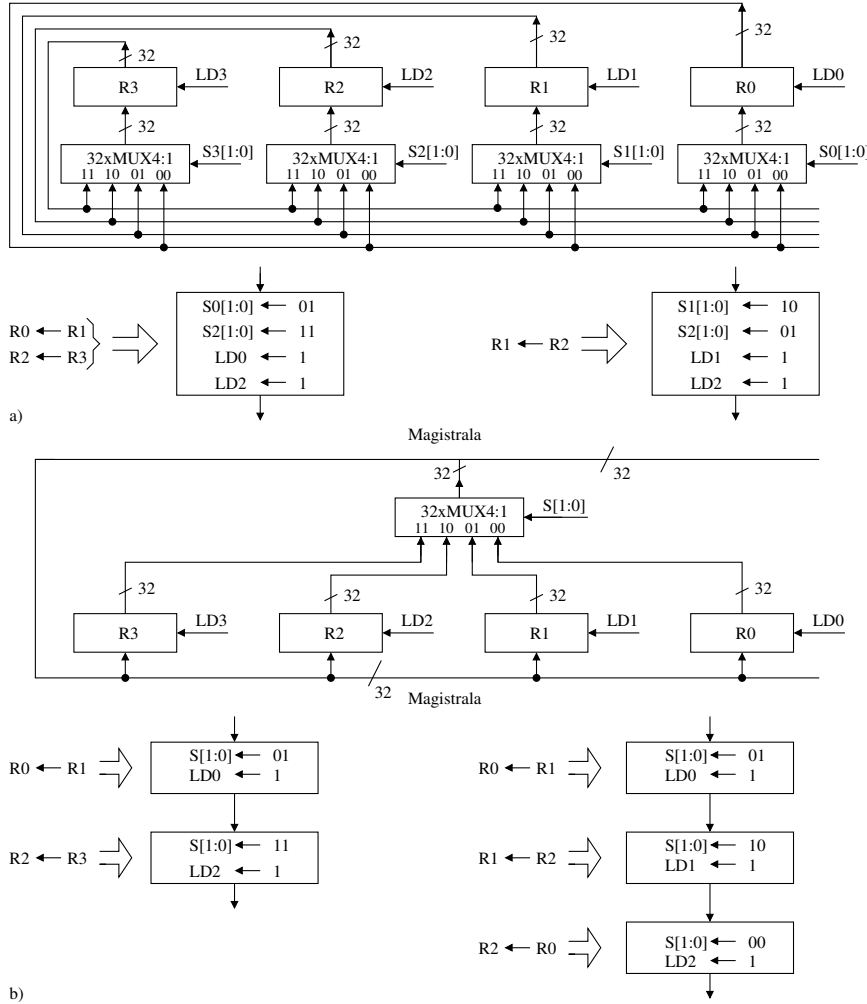 32 32 32 32
R3 LD3 R2 LD2 R1 LD1 R0 LD0
32 32 32 32
32xMUX4:1 S3[1:0] 32xMUX4:1 S2[1:0] 32xMUX4:1 S1[1:0] 32xMUX4:1 S0[1:0]
11 10 01 00 11 10 01 00 11 10 01 00 11 10 01 00
S0[1:0] ← 01
S2[1:0] ← 11
LD0 ← 1
LD2 ← 1
R0 ← R1
R2 ← R3
R1 ← R2
S1[1:0] ← 10
S2[1:0] ← 01
LD1 ← 1
LD2 ← 1
a)
Magistrala
32 32
32xMUX4:1 S[1:0]
11 10 01 00
32 32 32 32
R3 LD3 R2 LD2 R1 LD1 R0 LD0
32
Magistrala
R0 ← R1
S[1:0] ← 01
LD0 ← 1
R2 ← R3
S[1:0] ← 11
LD2 ← 1
R0 ← R1
S[1:0] ← 01
LD0 ← 1
R1 ← R2
S[1:0] ← 10
LD1 ← 1
R2 ← R0
S[1:0] ← 00
LD2 ← 1
b)